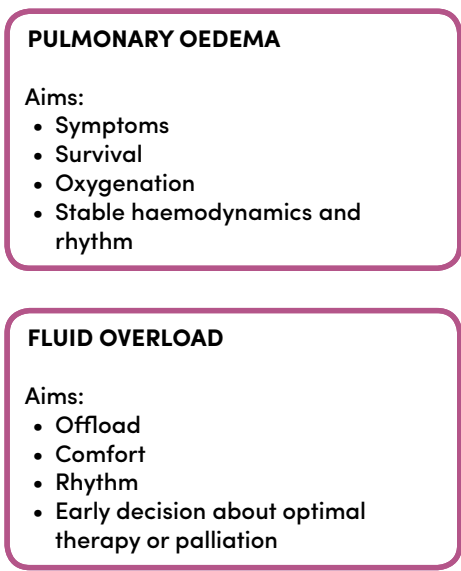 PULMONARY OEDEMA
Aims:
• Symptoms
• Survival
• Oxygenation
• Stable haemodynamics and
rhythm
FLUID OVERLOAD
Aims:
• Offload
• Comfort
• Rhythm
• Early decision about optimal
therapy or palliation